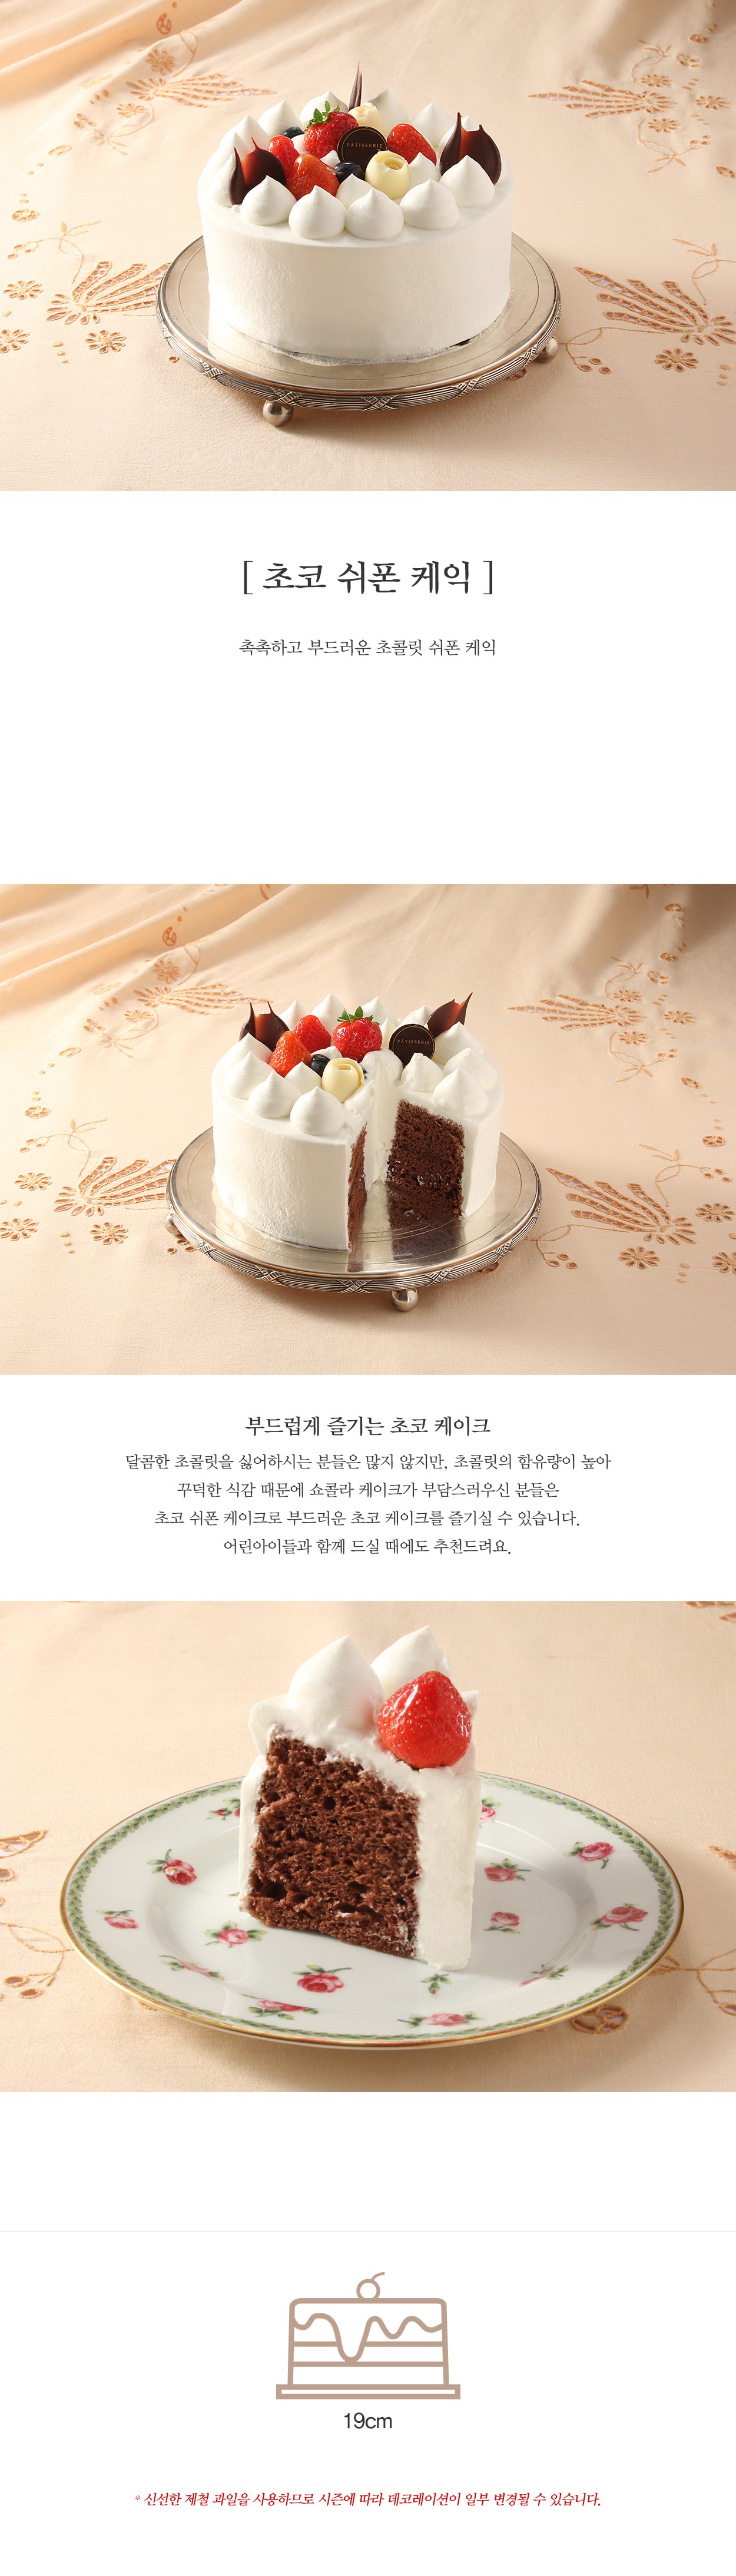 PÂTISSERIE
[ 초코 쉬폰 케익 ]
촉촉하고 부드러운 초콜릿 쉬폰 케익
PÂTISSERIE
부드럽게 즐기는 초코 케이크
달콤한 초콜릿을 싫어하시는 분들은 많지 않지만, 초콜릿의 함유량이 높아
꾸덕한 식감 때문에 쇼콜라 케이크가 부담스러우신 분들은
초코 쉬폰 케이크로 부드러운 초코 케이크를 즐기실 수 있습니다.
어린아이들과 함께 드실 때에도 추천드려요.
19cm
* 신선한 제철 과일을 사용하므로 시즌에 따라 데코레이션이 일부 변경될 수 있습니다.